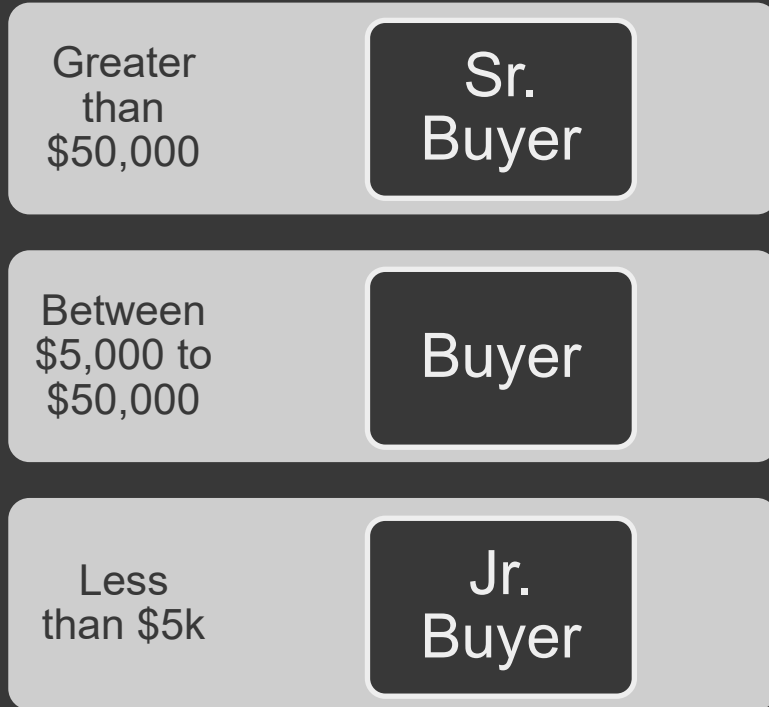 Greater
than
$50,000
Sr.
Buyer
Between
$5,000 to
$50,000
Buyer
Less
than $5k
Jr.
Buyer